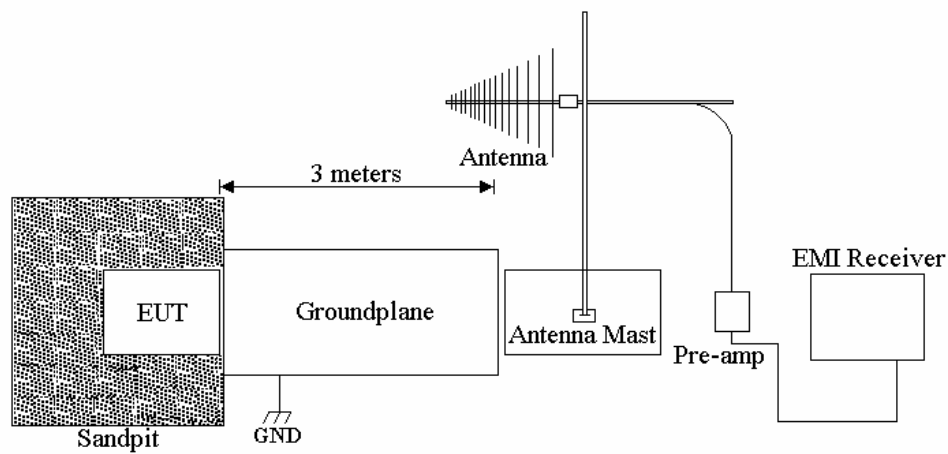 Antenna
3 meters
EMI Receiver
EUT
Groundplane
Antenna Mast
Pre-amp
GND
Sandpit